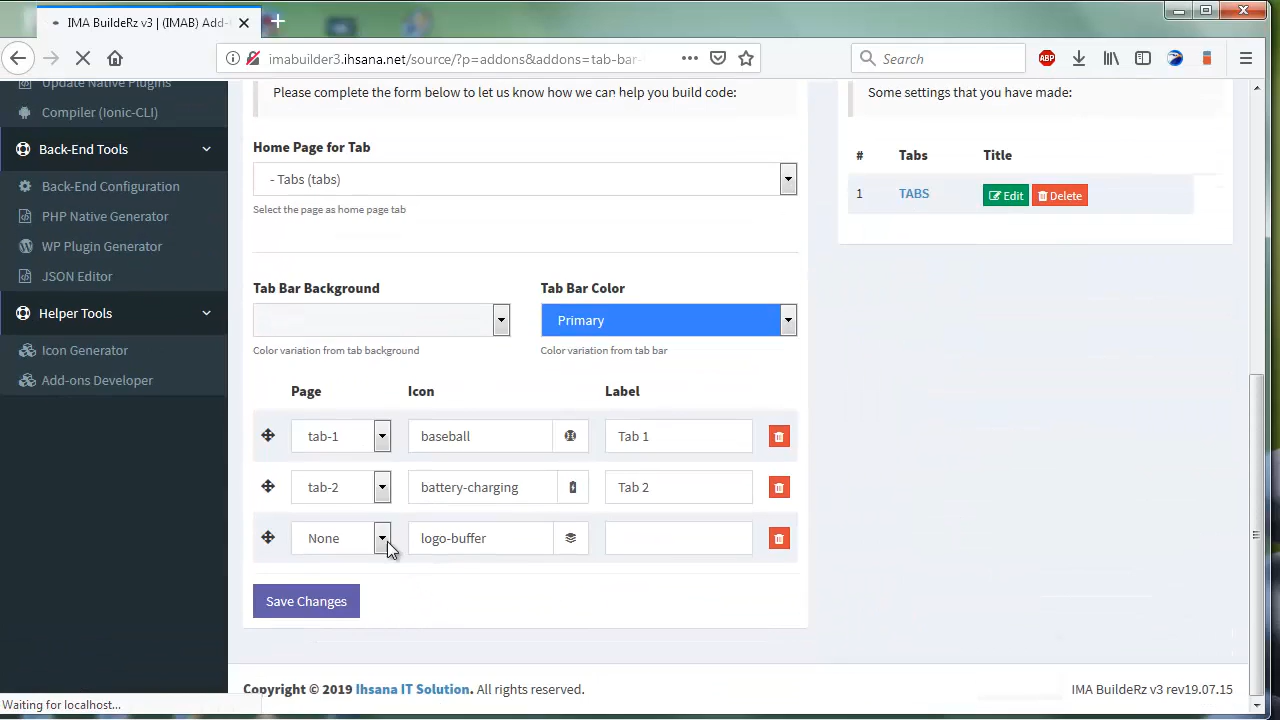 IMA BuildeRz v3 | (IMAB) Add-
imabuilder3.ihsana.net/source/?p=addons&addons=tab-bar-
Search
ABP
Update Native Plugins
Compiler (Ionic-CLI)
Back-End Tools
Back-End Configuration
PHP Native Generator
WP Plugin Generator
JSON Editor
Helper Tools
Icon Generator
Add-ons Developer
Please complete the form below to let us know how we can help you build code:
Home Page for Tab
- Tabs (tabs)
Select the page as home page tab
Tab Bar Background
Tab Bar Color
Primary
Color variation from tab background
Color variation from tab bar
Page Icon Label
tab-1 baseball Tab 1
tab-2 battery-charging Tab 2
None logo-buffer
Save Changes
Some settings that you have made:
# Tabs Title
1 TABS Edit Delete
Copyright © 2019 Ihsana IT Solution. All rights reserved.
IMA BuildeRz v3 rev19.07.15
Waiting for localhost...